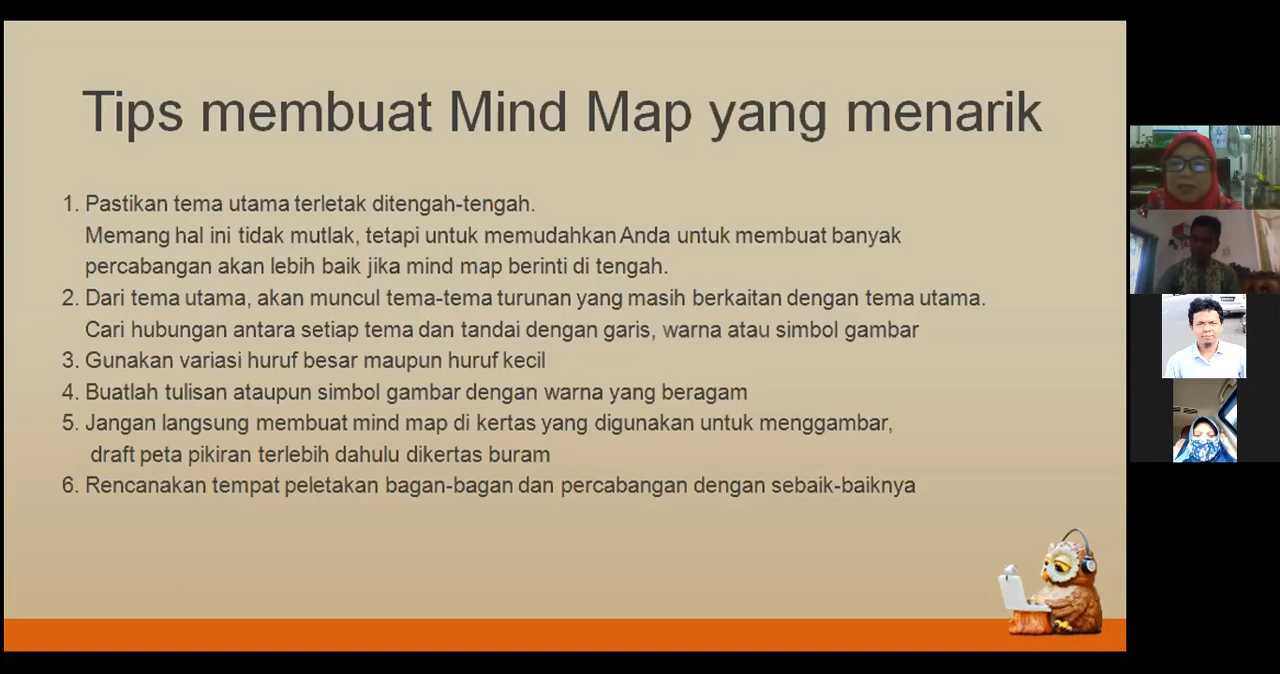 Tips membuat Mind Map yang menarik
1. Pastikan tema utama terletak ditengah-tengah.
Memang hal ini tidak mutlak, tetapi untuk memudahkan Anda untuk membuat banyak
percabangan akan lebih baik jika mind map berinti di tengah.
2. Dari tema utama, akan muncul tema-tema turunan yang masih berkaitan dengan tema utama.
Cari hubungan antara setiap tema dan tandai dengan garis, warna atau simbol gambar
3. Gunakan variasi huruf besar maupun huruf kecil
4. Buatlah tulisan ataupun simbol gambar dengan warna yang beragam
5. Jangan langsung membuat mind map di kertas yang digunakan untuk menggambar,
draft peta pikiran terlebih dahulu dikertas buram
6. Rencanakan tempat peletakan bagan-bagan dan percabangan dengan sebaik-baiknya